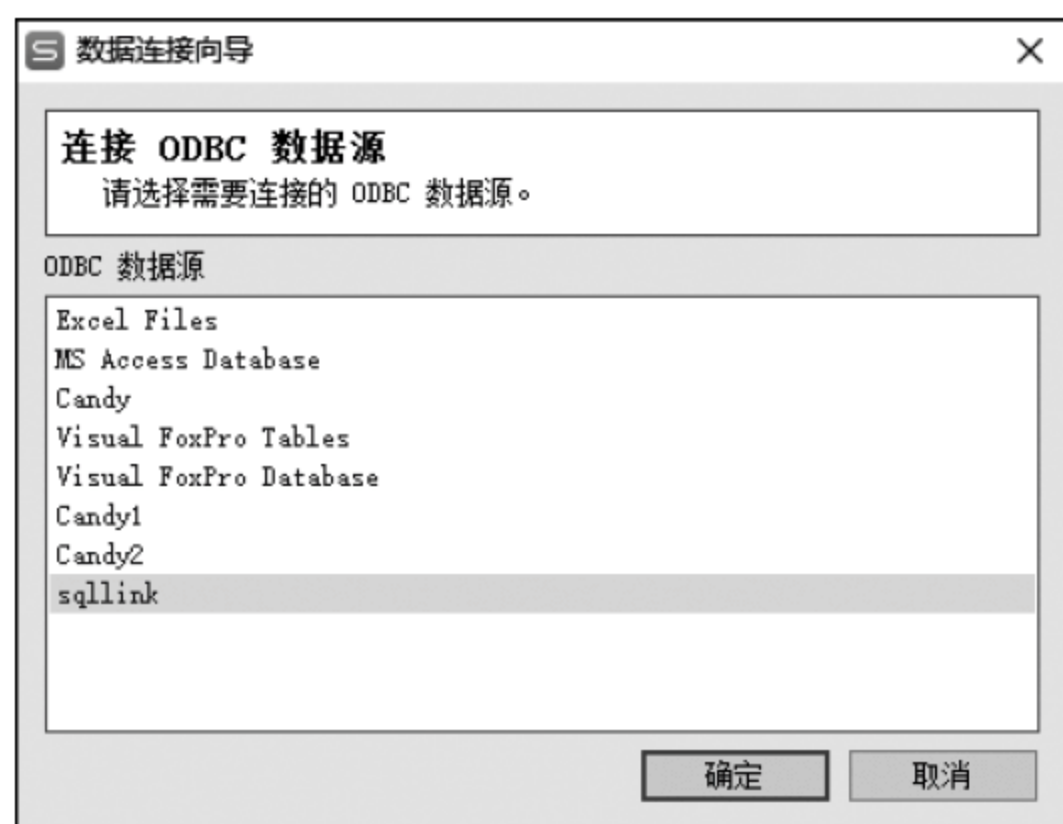 数据连接向导
连接 ODBC 数据源
请选择需要连接的 ODBC 数据源。
ODBC 数据源
Excel Files
MS Access Database
Candy
Visual FoxPro Tables
Visual FoxPro Database
Candy1
Candy2
sqllink
确定 取消